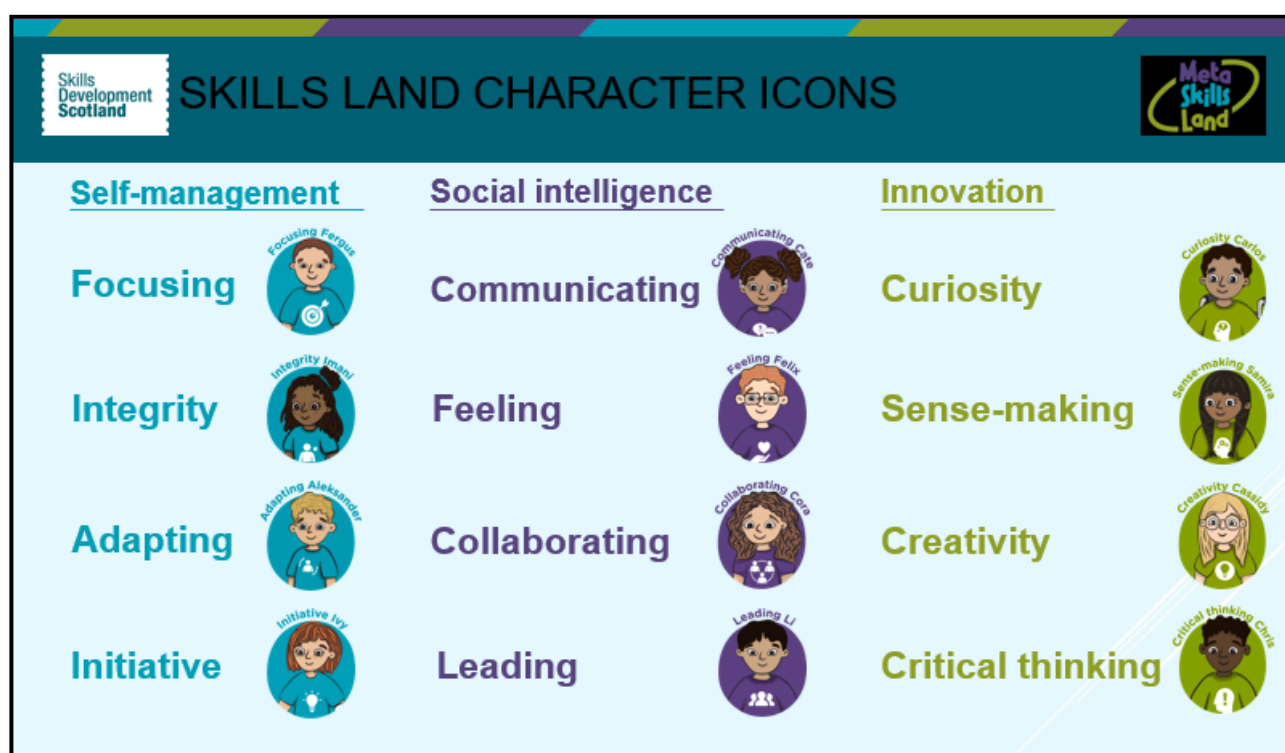 Skills
Development
Scotland
SKILLS LAND CHARACTER ICONS
Meta
Skills
Land
Self-management
Focusing
Focusing Fergus
Integrity
Integrity Imani
Adapting
Adapting Aleksander
Initiative
Initiative Ivy
Social intelligence
Communicating
Communicating Cate
Feeling
Feeling Felix
Collaborating
Collaborating Cora
Leading
Leading Li
Innovation
Curiosity
Curiosity Carlos
Sense-making
Sense-making Samira
Creativity
Creativity Cassidy
Critical thinking
Critical thinking Chris